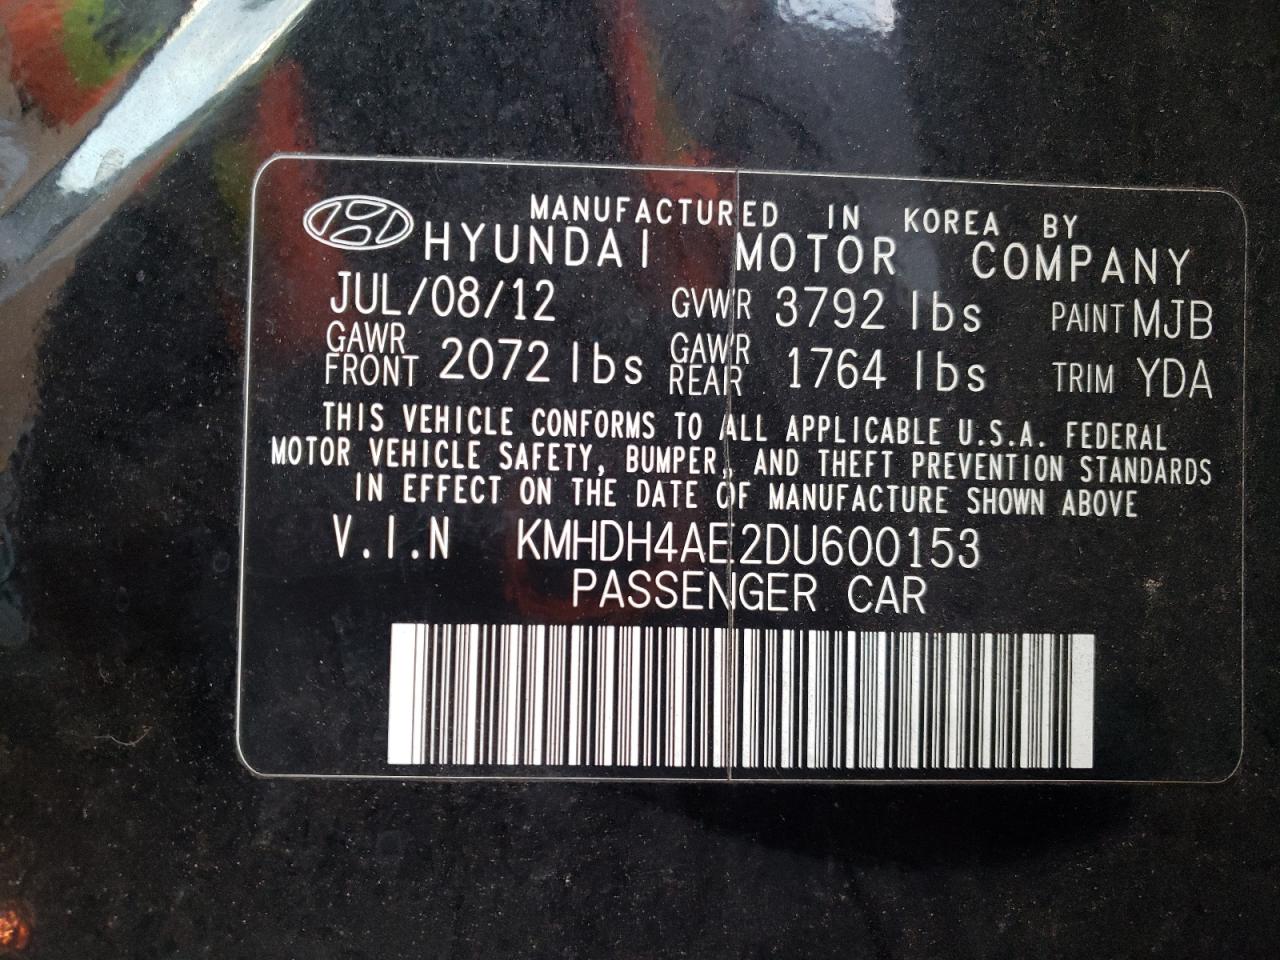 MANUFACTURED IN KOREA BY
HYUNDAI MOTOR COMPANY
JUL/08/12 GVWR 3792 lbs PAINT MJB
GAWR FRONT 2072 lbs GAWR REAR 1764 lbs TRIM YDA
THIS VEHICLE CONFORMS TO ALL APPLICABLE U.S.A. FEDERAL
MOTOR VEHICLE SAFETY, BUMPER, AND THEFT PREVENTION STANDARDS
IN EFFECT ON THE DATE OF MANUFACTURE SHOWN ABOVE
V.I.N KMHDH4AE2DU600153
PASSENGER CAR